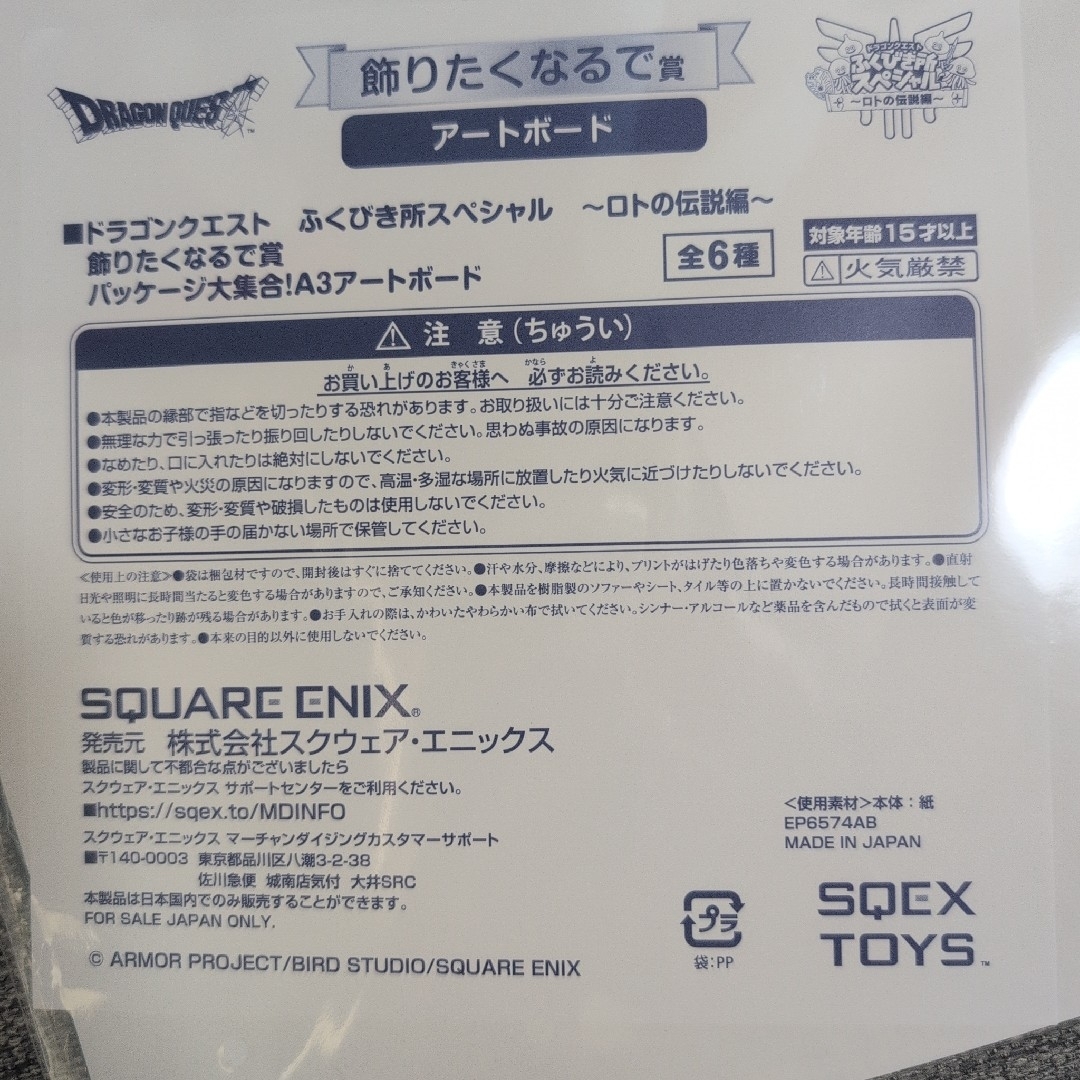 DRAGON QUEST™
飾りたくなるで賞
アートボード
ドラゴンクエスト
ふくびき所
スペシャル
~ロトの伝説編~
■ドラゴンクエスト ふくびき所スペシャル ~ロトの伝説編~
飾りたくなるで賞
パッケージ大集合!A3アートボード
全6種
対象年齢15才以上
⚠火気厳禁
⚠注 意(ちゅうい)
お買い上げのお客様へ 必ずお読みください。
●本製品の縁部で指などを切ったりする恐れがあります。お取り扱いには十分ご注意ください。
●無理な力で引っ張ったり振り回したりしないでください。思わぬ事故の原因になります。
●なめたり、口に入れたりは絶対にしないでください。
●変形・変質や火災の原因になりますので、高温・多湿な場所に放置したり火気に近づけたりしないでください。
●安全のため、変形・変質や破損したものは使用しないでください。
●小さなお子様の手の届かない場所で保管してください。
≪使用上の注意≫●袋は梱包材ですので、開封後はすぐに捨ててください。●汗や水分、摩擦などにより、プリントがはげたり色落ちや変色する場合があります。●直射
日光や照明に長時間当たると変色する場合がありますので、ご承知ください。●本製品を樹脂製のソファーやシート、タイル等の上に置かないでください。長時間接触して
いると色が移ったり跡が残る場合があります。●お手入れの際は、かわいたやわらかい布で拭いてください。シンナー・アルコールなど薬品を含んだもので拭くと表面が変
質する恐れがあります。●本来の目的以外に使用しないでください。
SQUARE ENIX®
発売元 株式会社スクウェア・エニックス
製品に関して不都合な点がございましたら
スクウェア・エニックス サポートセンターをご利用ください。
■https://sqex.to/MDINFO
スクウェア・エニックス マーチャンダイジングカスタマーサポート
■〒140-0003 東京都品川区八潮3-2-38
佐川急便 城南店気付 大井SRC
本製品は日本国内でのみ販売することができます。
FOR SALE JAPAN ONLY.
© ARMOR PROJECT/BIRD STUDIO/SQUARE ENIX
<使用素材>本体:紙
EP6574AB
MADE IN JAPAN
プラ
袋:PP
SQEX
TOYS™